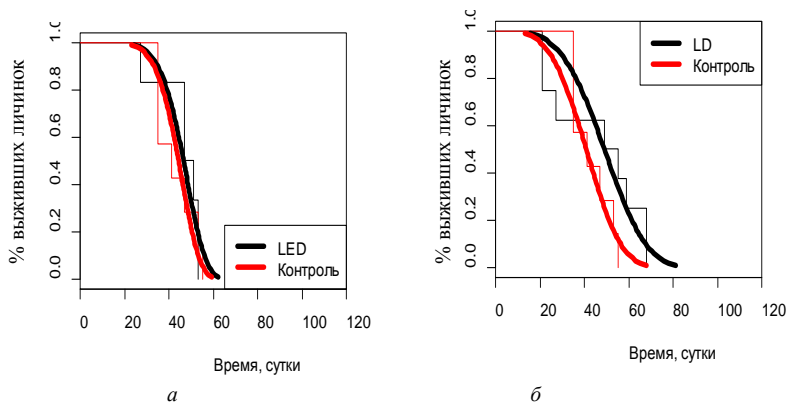 % выживших личинок
0.0 0.2 0.4 0.6 0.8 1.0
LED
Контроль
0 20 40 60 80 100 120
Время, сутки
а
% выживших личинок
0.0 0.2 0.4 0.6 0.8 1.0
LD
Контроль
0 20 40 60 80 100 120
Время, сутки
б